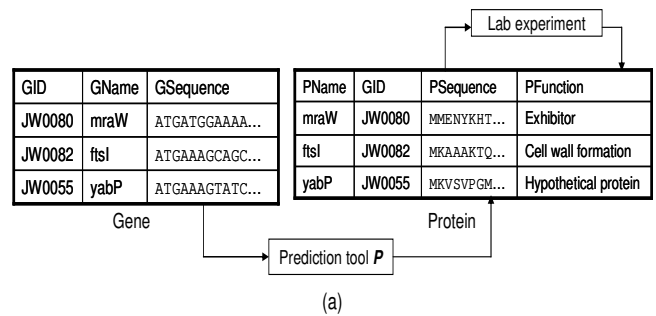 Lab experiment
GID GName GSequence
JW0080 mraW ATGATGGAAAA...
JW0082 ftsI ATGAAAGCAGC...
JW0055 yabP ATGAAAGTATC...
Gene
PName GID PSequence PFunction
mraW JW0080 MMENYKHT... Exhibitor
ftsI JW0082 MKAAAKTQ... Cell wall formation
yabP JW0055 MKVSVPGM... Hypothetical protein
Protein
Prediction tool P
(a)